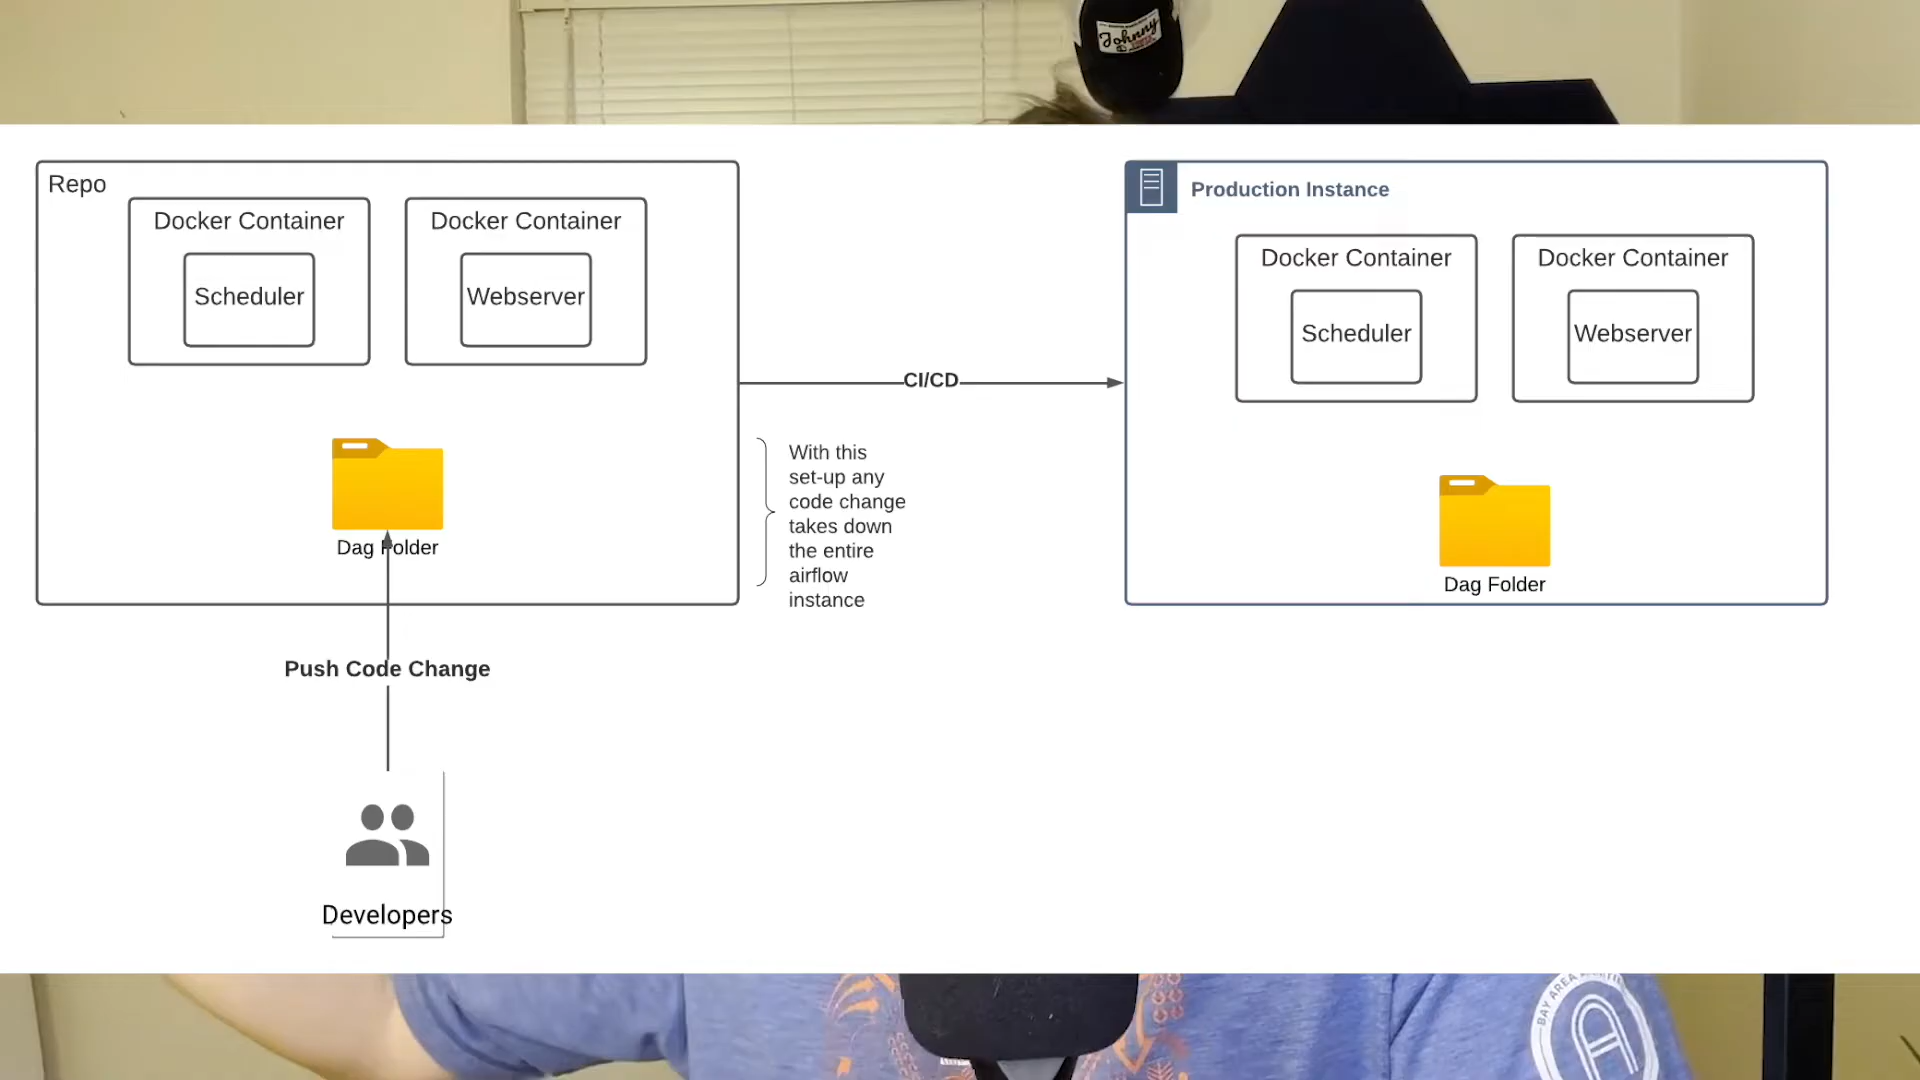 Johnny
Repo
Docker Container
Docker Container
Scheduler
Webserver
Dag Folder
Push Code Change
Developers
CI/CD
With this
set-up any
code change
takes down
the entire
airflow
instance
Production Instance
Docker Container
Docker Container
Scheduler
Webserver
Dag Folder
BAY AREA